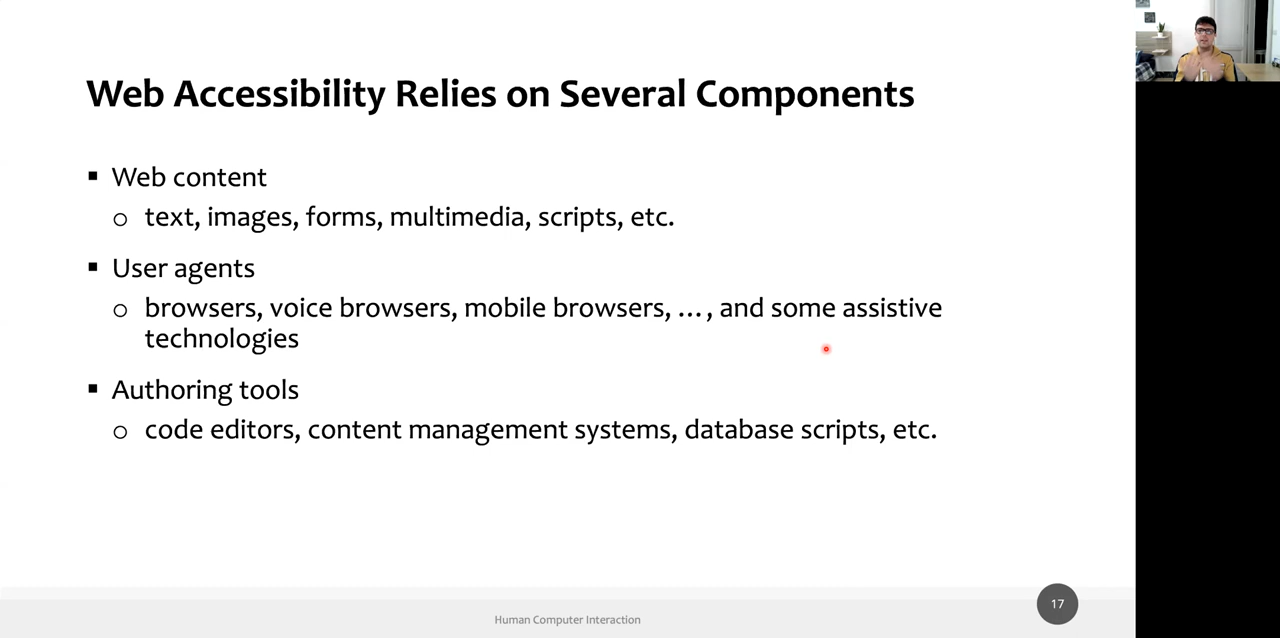 Web Accessibility Relies on Several Components
▪ Web content
o text, images, forms, multimedia, scripts, etc.
▪ User agents
o browsers, voice browsers, mobile browsers, …, and some assistive
technologies
▪ Authoring tools
o code editors, content management systems, database scripts, etc.
Human Computer Interaction
17